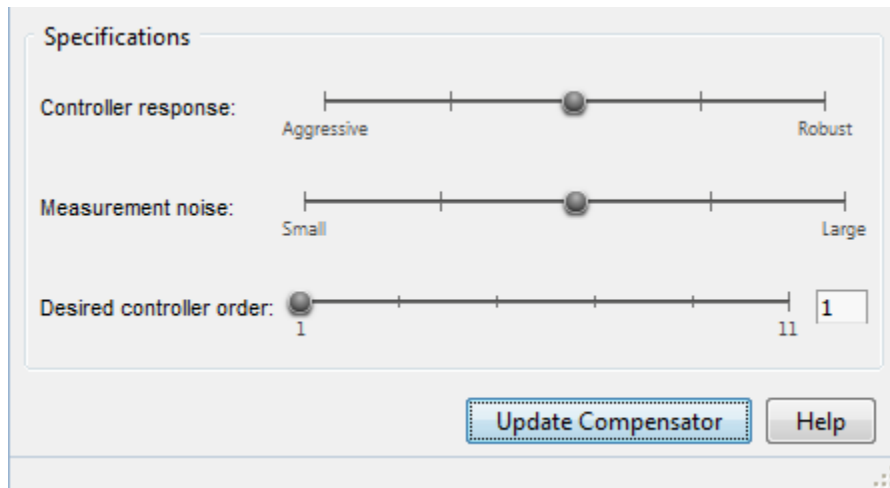 Specifications
Controller response:
Aggressive Robust
Measurement noise:
Small Large
Desired controller order: 1
1 11
Update Compensator Help